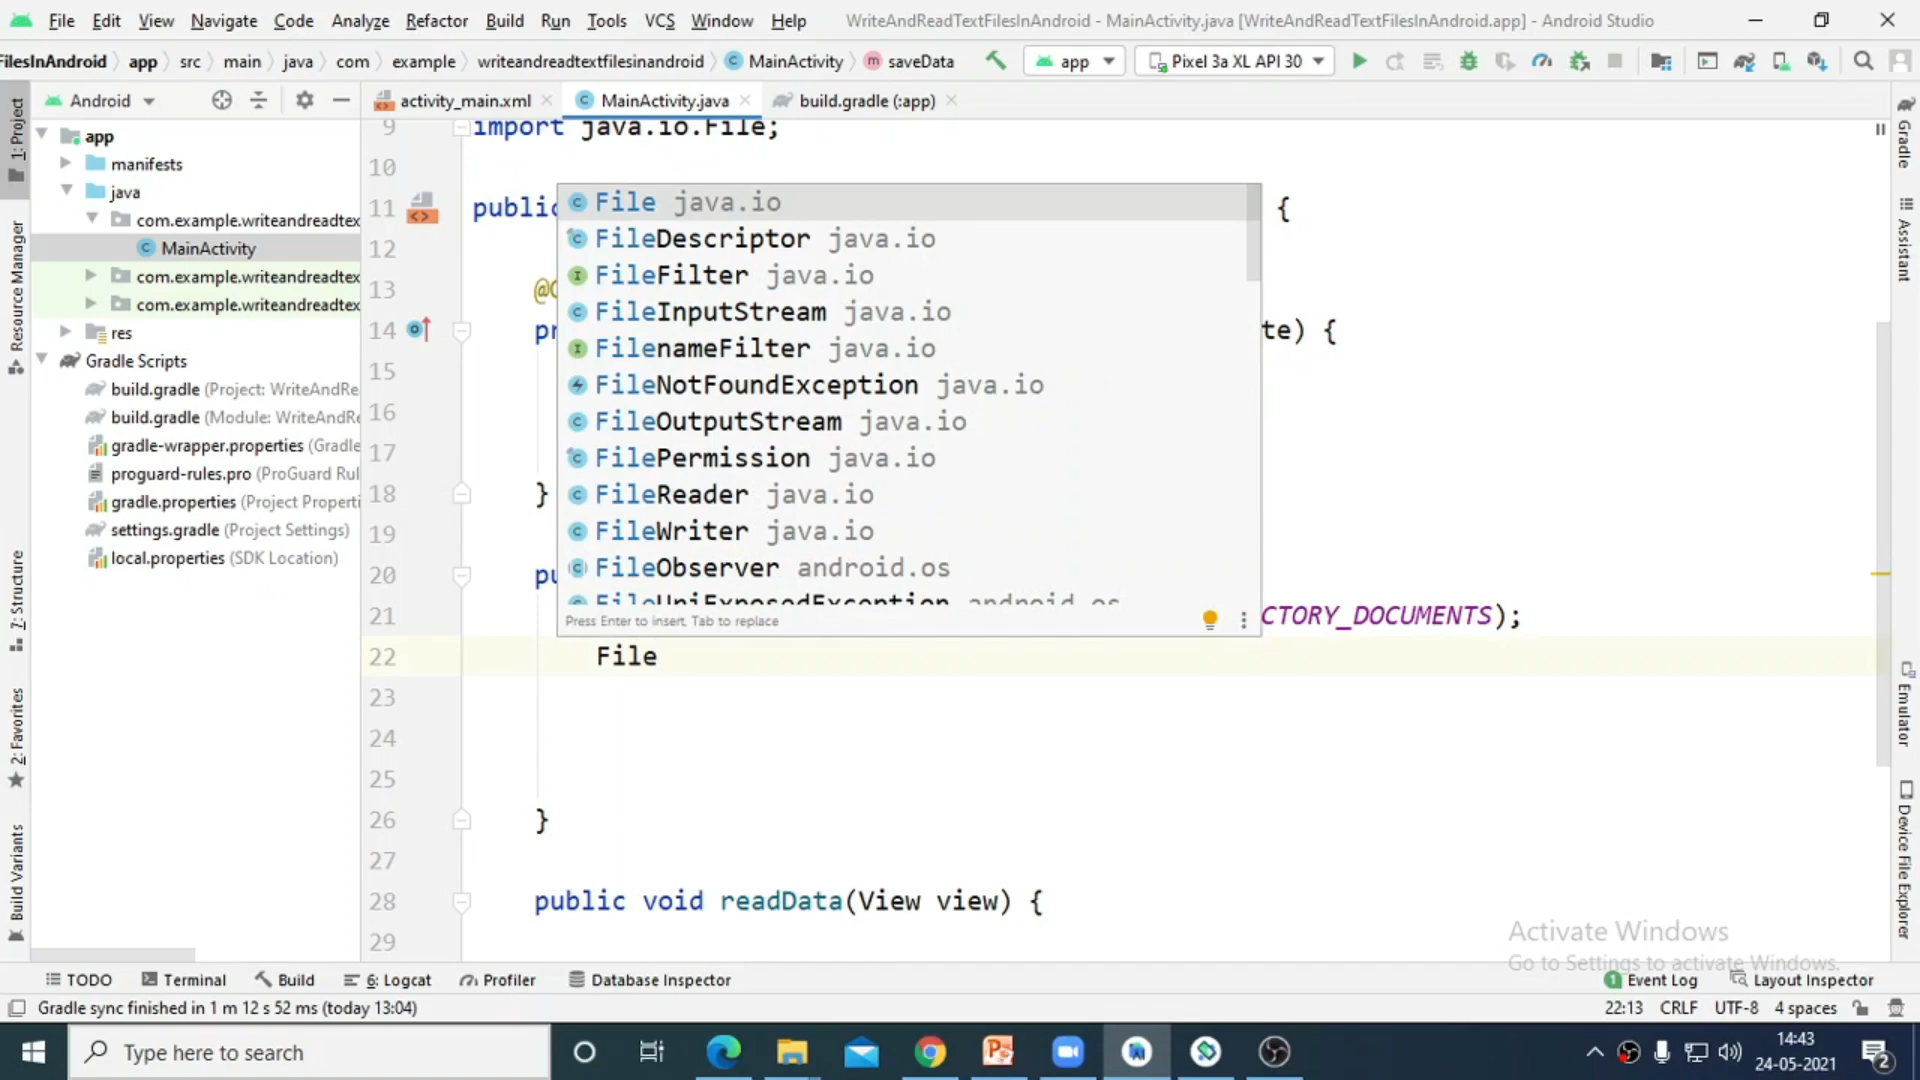 File Edit View Navigate Code Analyze Refactor Build Run Tools VCS Window Help WriteAndReadTextFilesInAndroid - MainActivity.java [WriteAndReadTextFilesInAndroid.app] - Android Studio
FilesInAndroid app src main java com example writeandreadtextfilesinandroid MainActivity saveData app Pixel 3a XL API 30
Android activity_main.xml MainActivity.java build.gradle (:app)
1: Project
Resource Manager
7: Structure
2: Favorites
Build Variants
app
manifests
java
com.example.writeandreadtex
MainActivity
com.example.writeandreadtex
com.example.writeandreadtex
res
Gradle Scripts
build.gradle (Project: WriteAndRe
build.gradle (Module: WriteAndR
gradle-wrapper.properties (Gradle
proguard-rules.pro (ProGuard Rul
gradle.properties (Project Properti
settings.gradle (Project Settings)
local.properties (SDK Location)
9 import java.io.File;
10
11 public {
12
13 @O
14 pr te) {
15
16
17
18 }
19
20 pu
21 CTORY_DOCUMENTS);
22 File
23
24
25
26 }
27
28 public void readData(View view) {
29
File java.io
FileDescriptor java.io
FileFilter java.io
FileInputStream java.io
FilenameFilter java.io
FileNotFoundException java.io
FileOutputStream java.io
FilePermission java.io
FileReader java.io
FileWriter java.io
FileObserver android.os
FileUriExposedException android.os
Press Enter to insert, Tab to replace
Gradle
Assistant
Emulator
Device File Explorer
Activate Windows
Go to Settings to activate Windows.
TODO Terminal Build 6: Logcat Profiler Database Inspector 1 Event Log Layout Inspector
Gradle sync finished in 1 m 12 s 52 ms (today 13:04) 22:13 CRLF UTF-8 4 spaces
Type here to search 14:43
24-05-2021 2